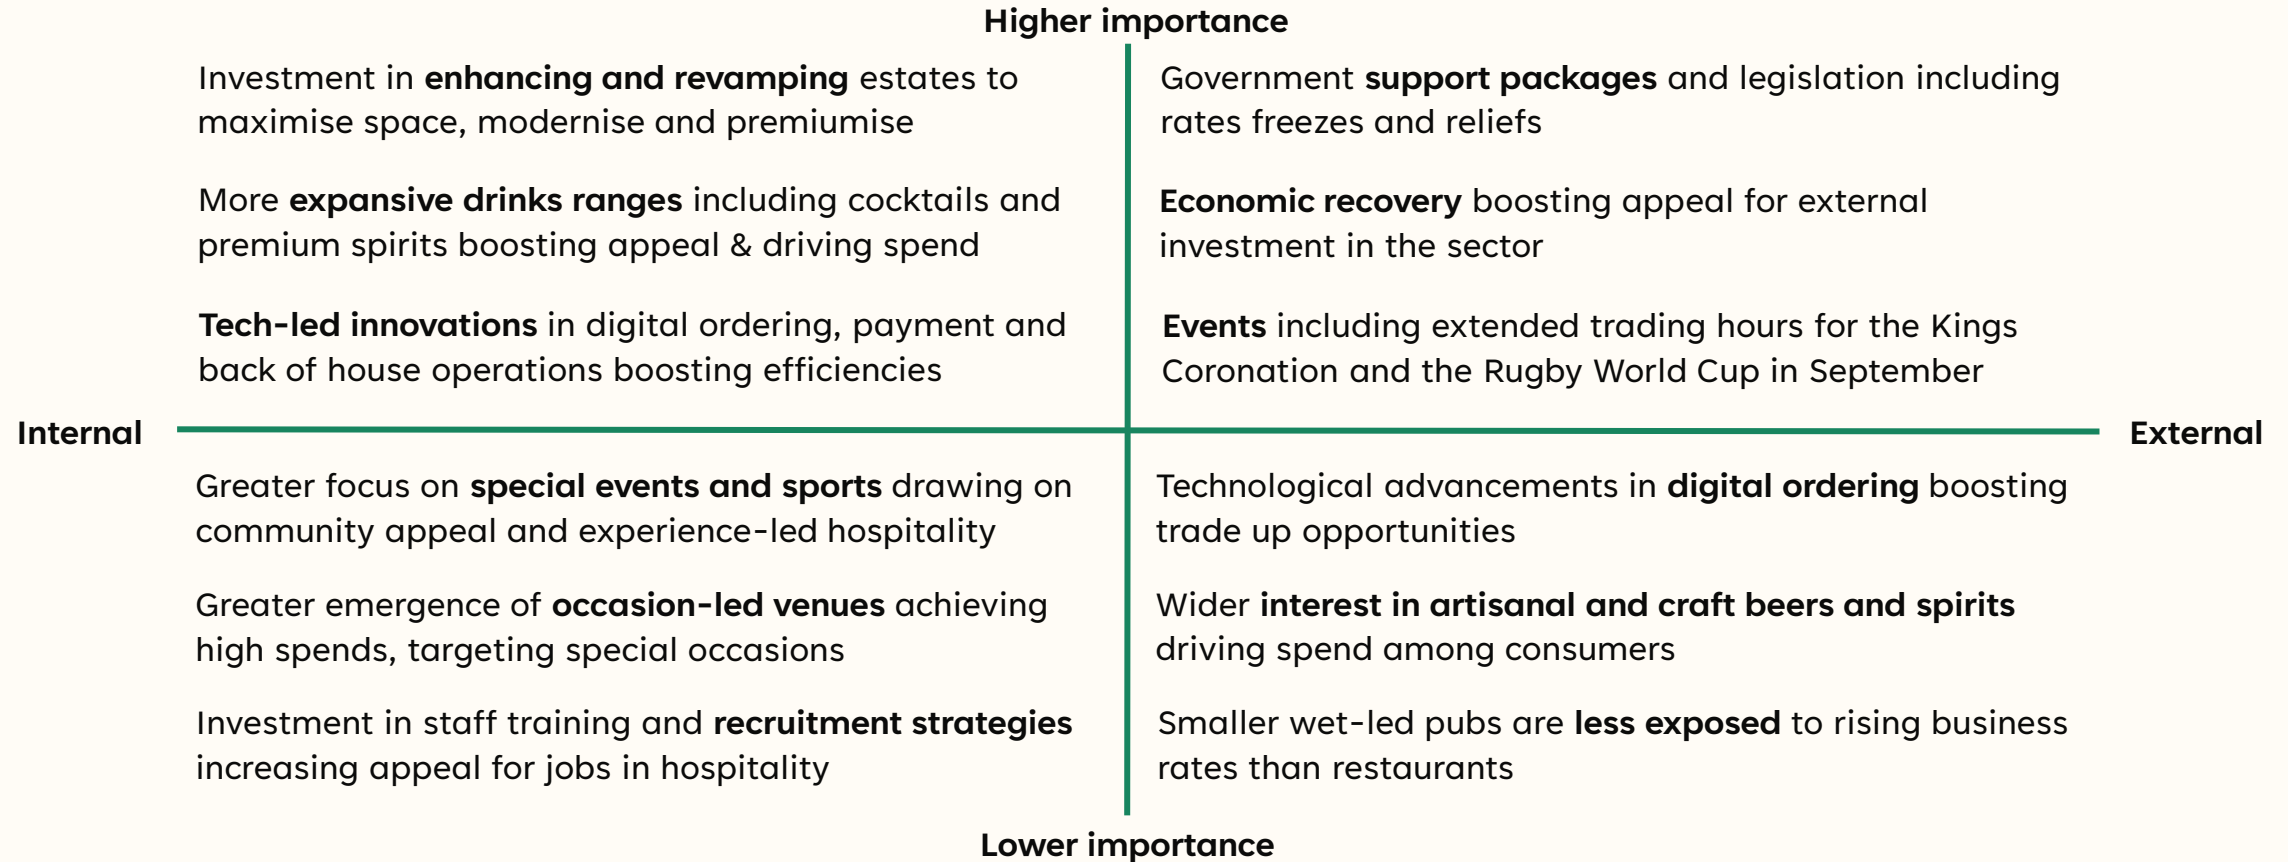 Higher importance
Investment in enhancing and revamping estates to
maximise space, modernise and premiumise
More expansive drinks ranges including cocktails and
premium spirits boosting appeal & driving spend
Tech-led innovations in digital ordering, payment and
back of house operations boosting efficiencies
Government support packages and legislation including
rates freezes and reliefs
Economic recovery boosting appeal for external
investment in the sector
Events including extended trading hours for the Kings
Coronation and the Rugby World Cup in September
Internal
External
Greater focus on special events and sports drawing on
community appeal and experience-led hospitality
Greater emergence of occasion-led venues achieving
high spends, targeting special occasions
Investment in staff training and recruitment strategies
increasing appeal for jobs in hospitality
Technological advancements in digital ordering boosting
trade up opportunities
Wider interest in artisanal and craft beers and spirits
driving spend among consumers
Smaller wet-led pubs are less exposed to rising business
rates than restaurants
Lower importance